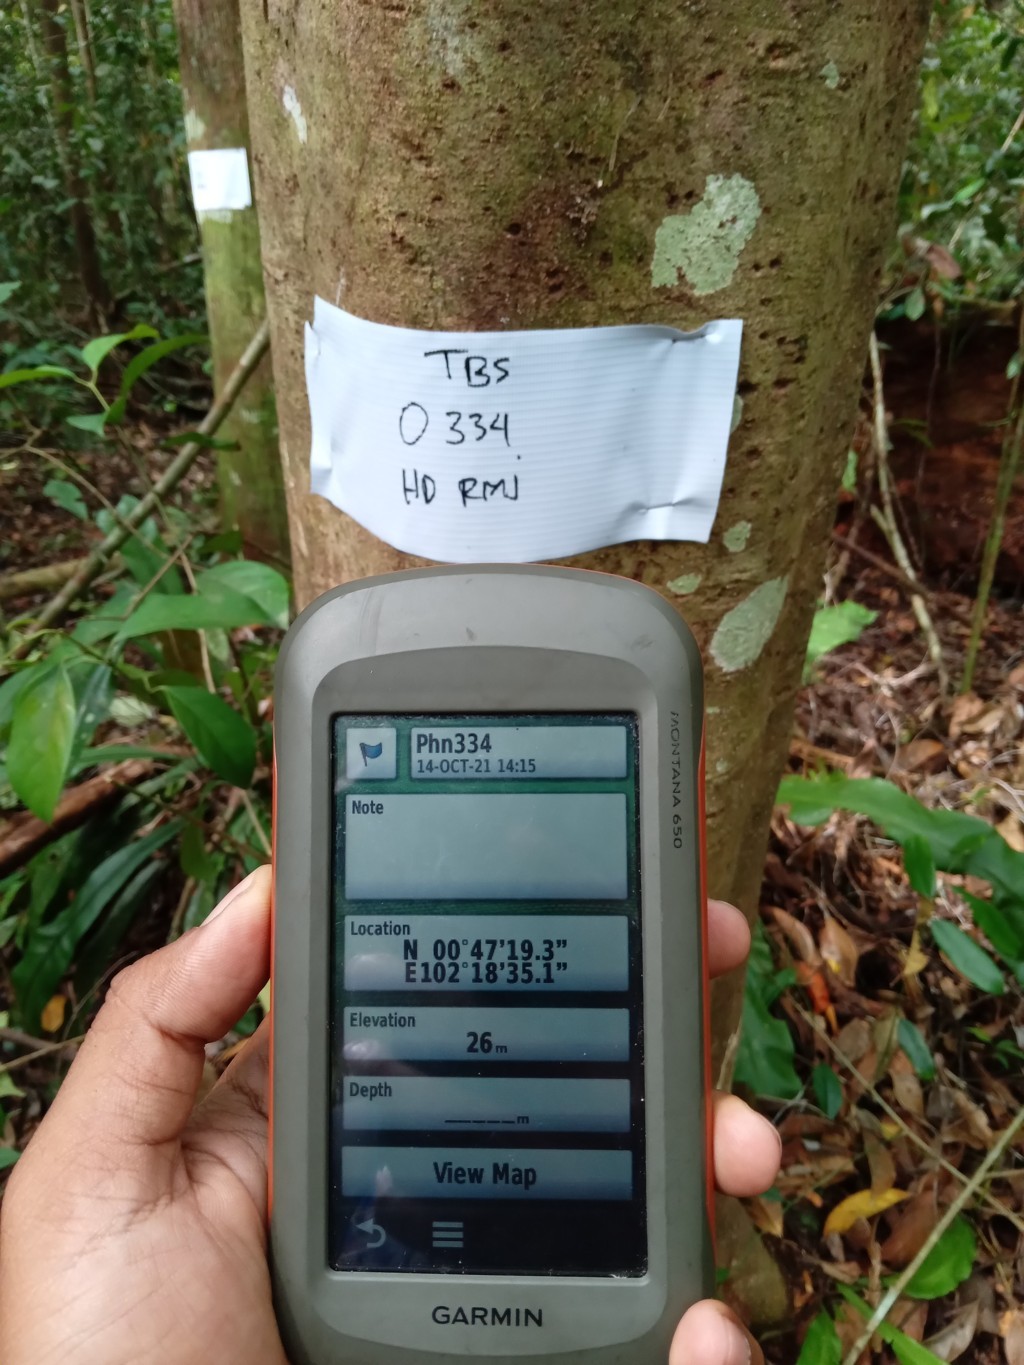 TBS
0 334
HD RMJ
MONTANA 650
Phn334
14-OCT-21 14:15
Note
Location
N 00°47'19.3"
E102°18'35.1"
Elevation
26 m
Depth
_____m
View Map
GARMIN